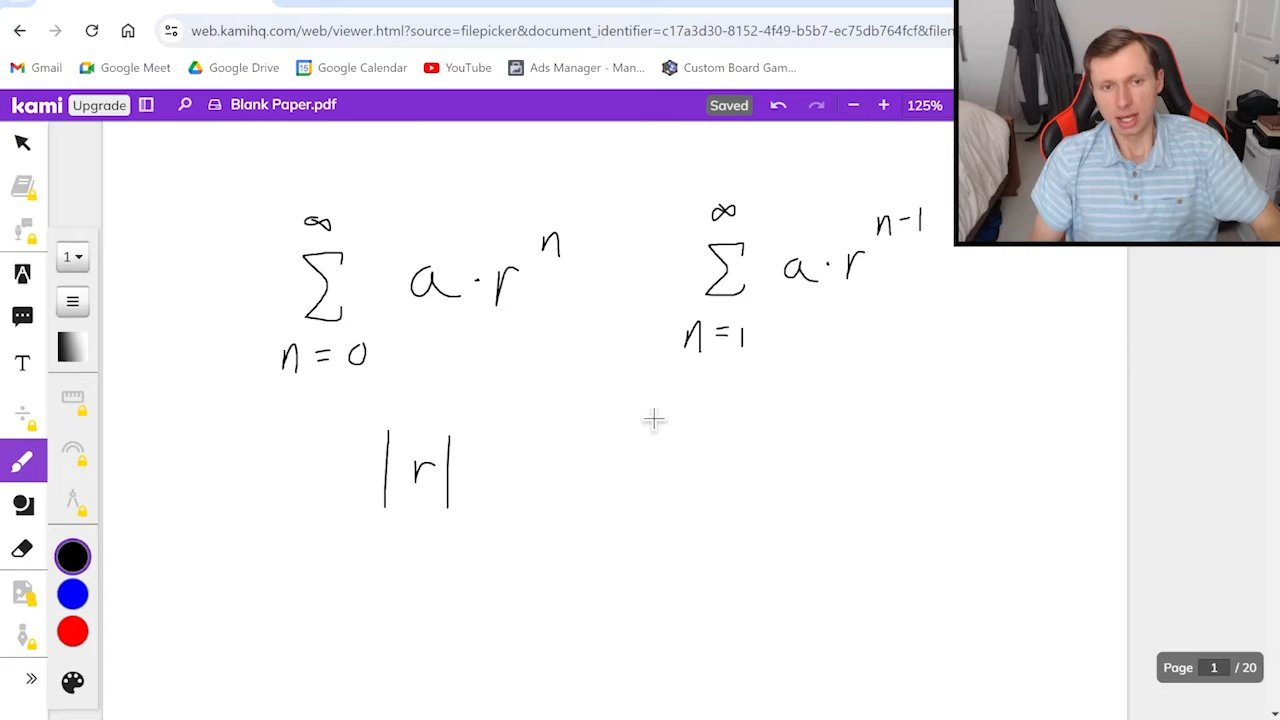 web.kamihq.com/web/viewer.html?source=filepicker&document_identifier=c17a3d30-8152-4f49-b5b7-ec75db764fcf&filen
Gmail Google Meet Google Drive 15 Google Calendar YouTube Ads Manager - Man... Custom Board Gam...
kami Upgrade Blank Paper.pdf Saved 125%
∞ ∑ n = 0 a · r^n
∞ ∑ n = 1 a · r^n-1
|r|
1
T
Page 1 / 20